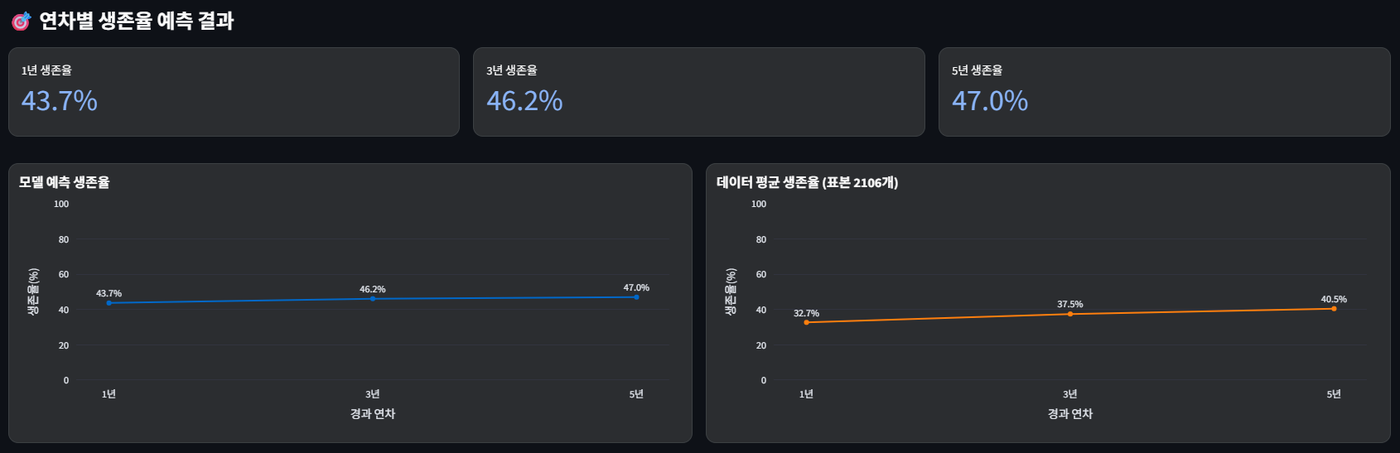 🎯 연차별 생존율 예측 결과
1년 생존율
43.7%
3년 생존율
46.2%
5년 생존율
47.0%
모델 예측 생존율
100
80
60
40
20
0
생존율(%)
43.7%
46.2%
47.0%
1년
3년
5년
경과 연차
데이터 평균 생존율 (표본 2106개)
100
80
60
40
20
0
생존율(%)
32.7%
37.5%
40.5%
1년
3년
5년
경과 연차